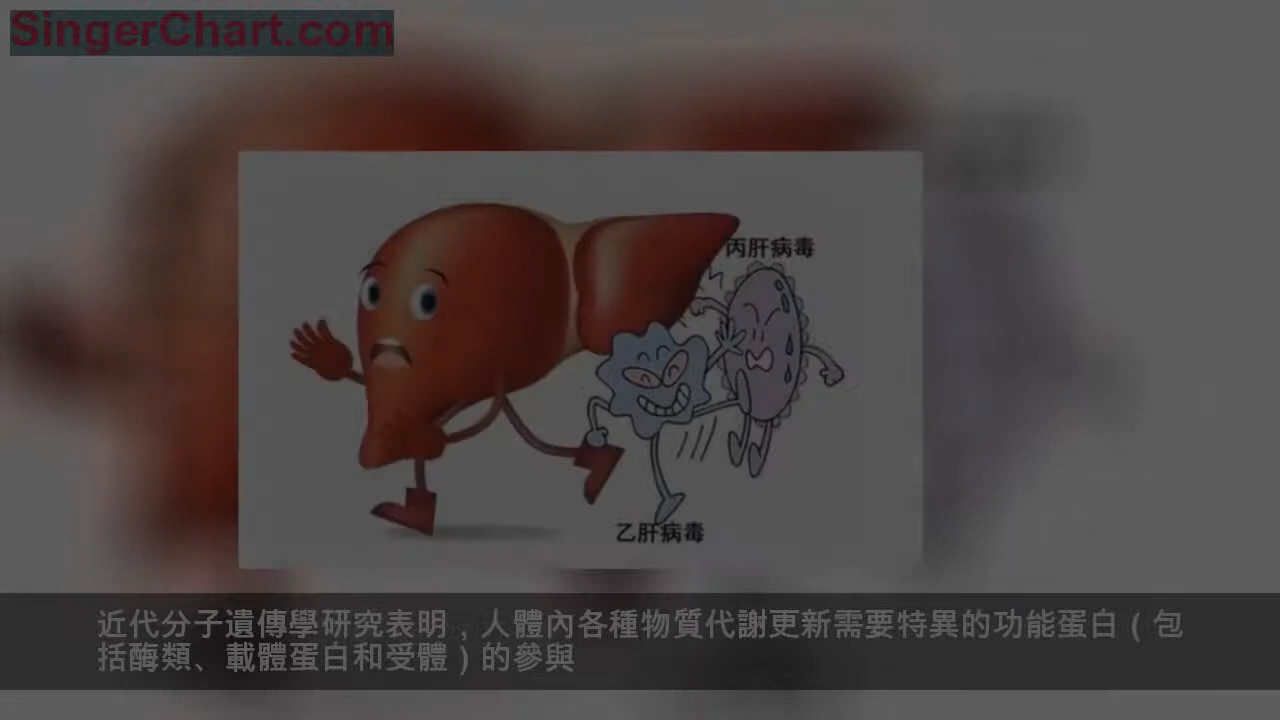 SingerChart.com
丙肝病毒
乙肝病毒
近代分子遺傳學研究表明，人體內各種物質代謝更新需要特異的功能蛋白（包
括酶類、載體蛋白和受體）的參與